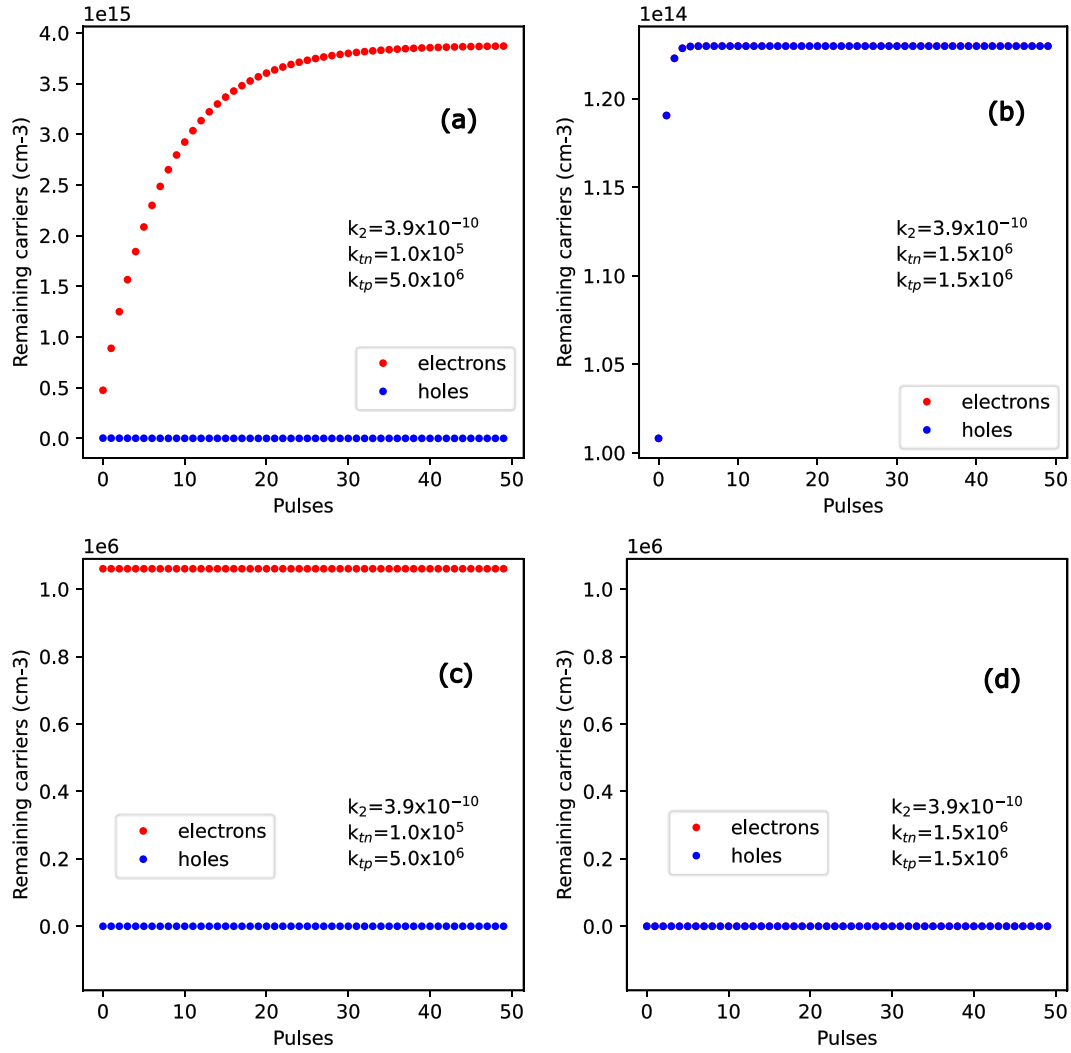 1e15
4.0
3.5
3.0
2.5
2.0
1.5
1.0
0.5
0.0
Remaining carriers (cm-3)
(a)
k₂=3.9x10⁻¹⁰
kₜₙ=1.0x10⁵
kₜₚ=5.0x10⁶
electrons
holes
0 10 20 30 40 50
Pulses
1e14
1.20
1.15
1.10
1.05
1.00
Remaining carriers (cm-3)
(b)
k₂=3.9x10⁻¹⁰
kₜₙ=1.5x10⁶
kₜₚ=1.5x10⁶
electrons
holes
0 10 20 30 40 50
Pulses
1e6
1.0
0.8
0.6
0.4
0.2
0.0
Remaining carriers (cm-3)
(c)
k₂=3.9x10⁻¹⁰
kₜₙ=1.0x10⁵
kₜₚ=5.0x10⁶
electrons
holes
0 10 20 30 40 50
Pulses
1e6
1.0
0.8
0.6
0.4
0.2
0.0
Remaining carriers (cm-3)
(d)
k₂=3.9x10⁻¹⁰
kₜₙ=1.5x10⁶
kₜₚ=1.5x10⁶
electrons
holes
0 10 20 30 40 50
Pulses